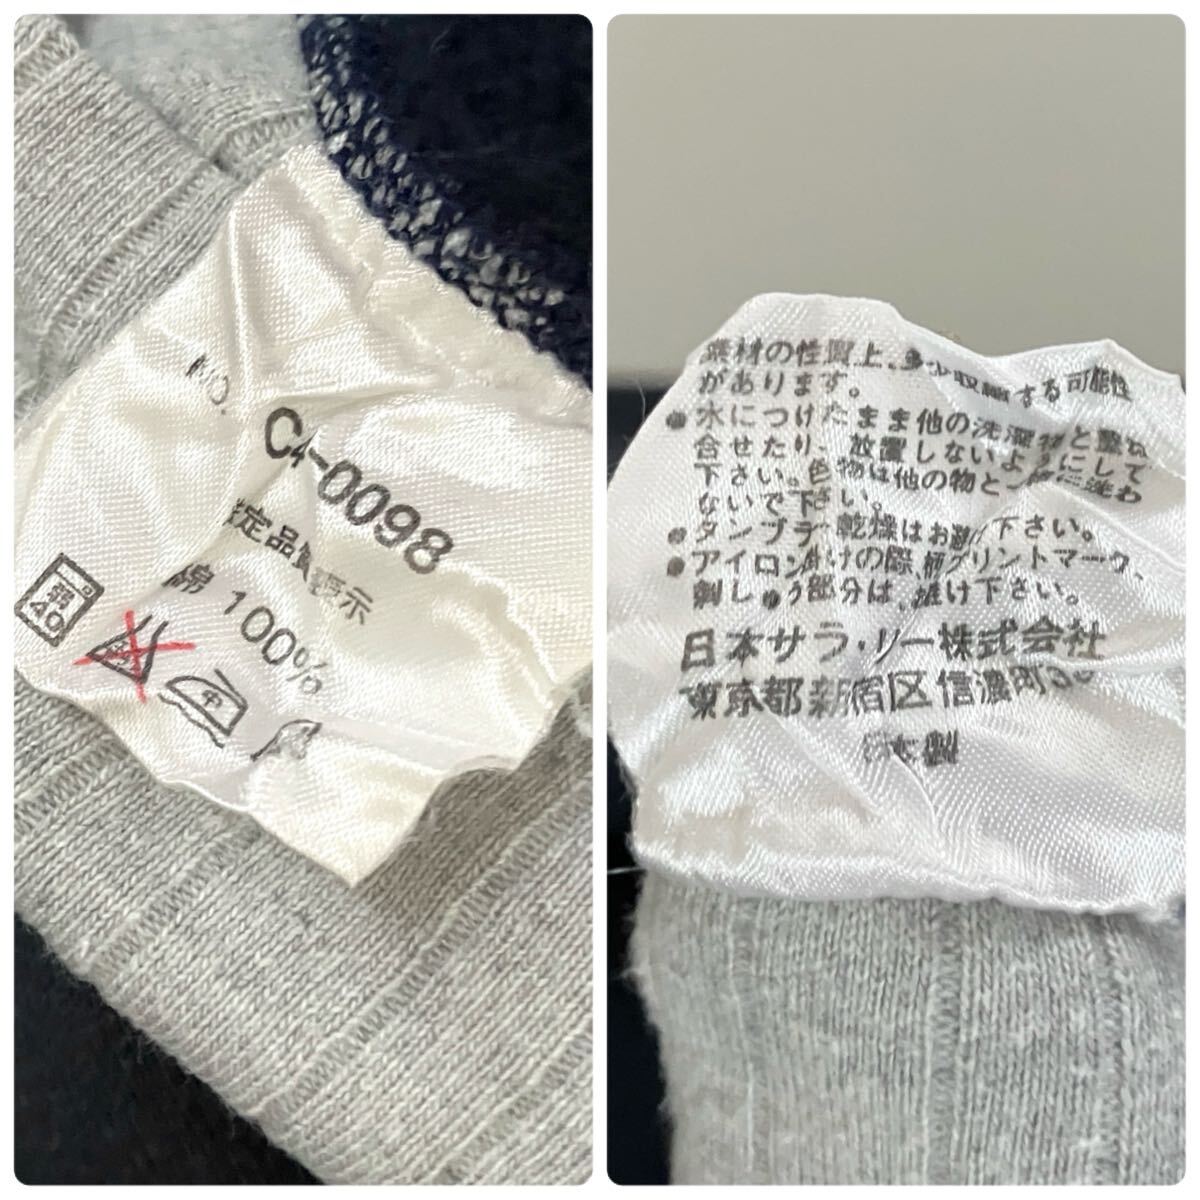 NO. C4-0098
指定品質表示
綿 100%
弱
40
素材の性質上、多少収縮する可能性
があります。
●水につけたまま他の洗濯物と重ね
合せたり、放置しないようにして
下さい。色物は他の物と一緒に洗わ
ないで下さい。
●タンブラー乾燥はお避け下さい。
●アイロン掛けの際、柄プリントマーク、
刺しゅう部分は、避け下さい。
日本サラ・リー株式会社
東京都新宿区信濃町
日本製